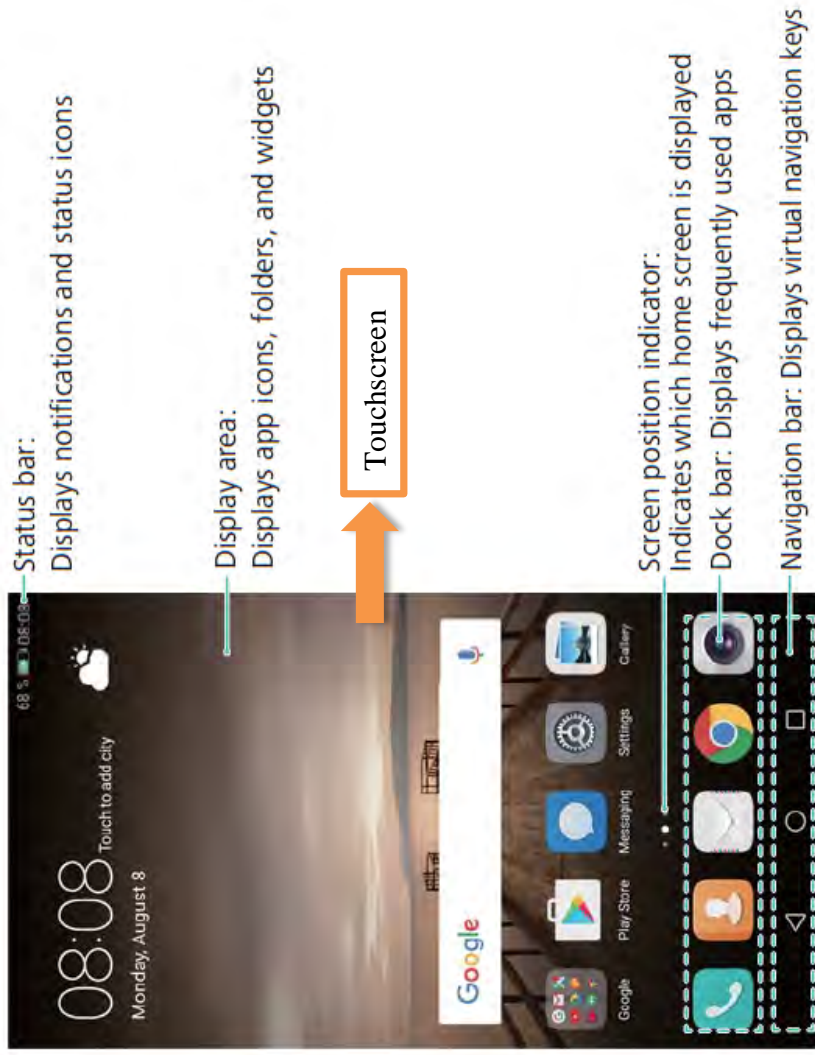 68 % 08:08
08:08
Touch to add city
Monday, August 8
Google
Google
Play Store
Messaging
Settings
Gallery
Status bar:
Displays notifications and status icons
Display area:
Displays app icons, folders, and widgets
Touchscreen
Screen position indicator:
Indicates which home screen is displayed
Dock bar: Displays frequently used apps
Navigation bar: Displays virtual navigation keys